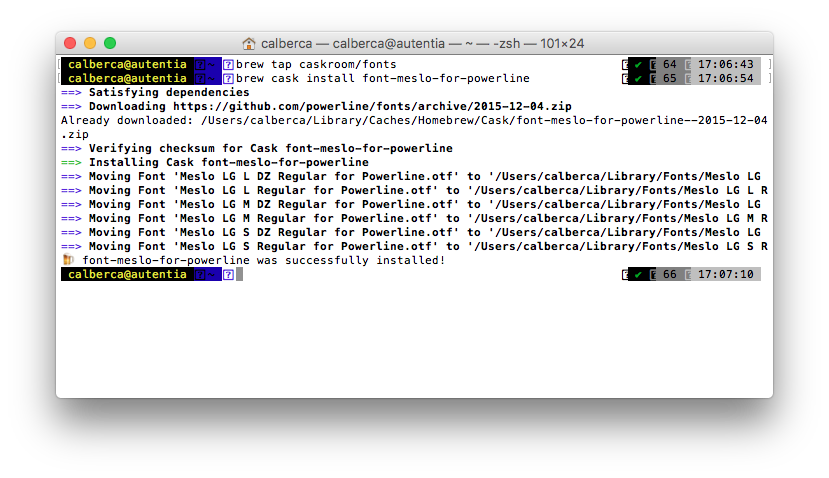 calberca — calberca@autentia — ~ — -zsh — 101×24
calberca@autentia ~ brew tap caskroom/fonts ✔ 64 17:06:43
calberca@autentia ~ brew cask install font-meslo-for-powerline ✔ 65 17:06:54
==> Satisfying dependencies
==> Downloading https://github.com/powerline/fonts/archive/2015-12-04.zip
Already downloaded: /Users/calberca/Library/Caches/Homebrew/Cask/font-meslo-for-powerline--2015-12-04
.zip
==> Verifying checksum for Cask font-meslo-for-powerline
==> Installing Cask font-meslo-for-powerline
==> Moving Font 'Meslo LG L DZ Regular for Powerline.otf' to '/Users/calberca/Library/Fonts/Meslo LG
==> Moving Font 'Meslo LG L Regular for Powerline.otf' to '/Users/calberca/Library/Fonts/Meslo LG L R
==> Moving Font 'Meslo LG M DZ Regular for Powerline.otf' to '/Users/calberca/Library/Fonts/Meslo LG
==> Moving Font 'Meslo LG M Regular for Powerline.otf' to '/Users/calberca/Library/Fonts/Meslo LG M R
==> Moving Font 'Meslo LG S DZ Regular for Powerline.otf' to '/Users/calberca/Library/Fonts/Meslo LG
==> Moving Font 'Meslo LG S Regular for Powerline.otf' to '/Users/calberca/Library/Fonts/Meslo LG S R
🍺 font-meslo-for-powerline was successfully installed!
calberca@autentia ~ ✔ 66 17:07:10